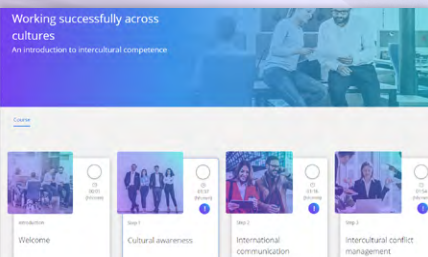 Working successfully across
cultures
An introduction to intercultural competence
Course
Introduction
Welcome
Step 1
Cultural awareness
Step 2
International
communication
Step 3
Intercultural conflict
management